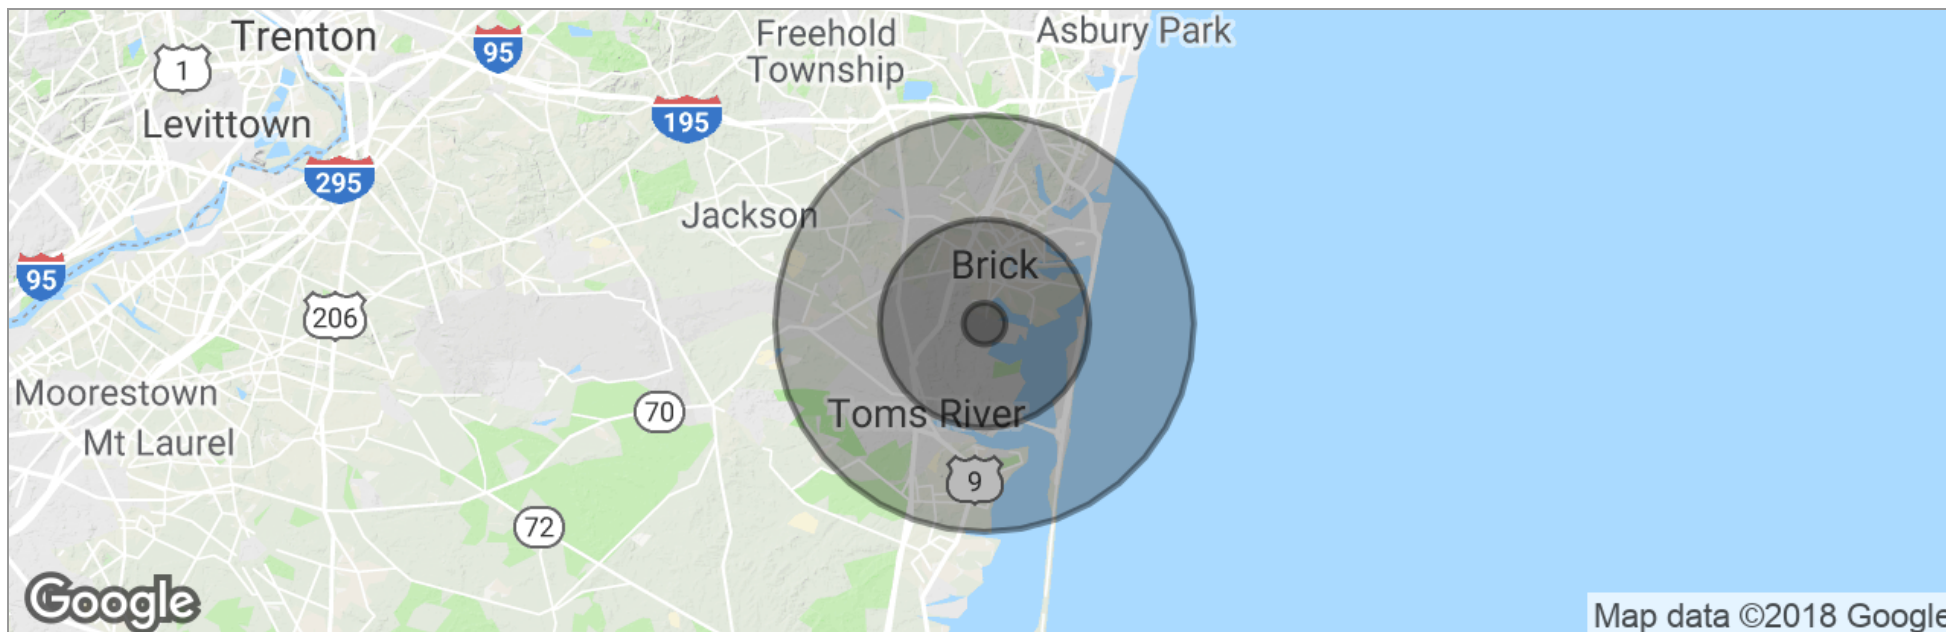 Trenton
95
Freehold
Township
Asbury Park
1
Levittown
195
295
Jackson
Brick
95
206
Moorestown
70
Toms River
Mt Laurel
9
72
Google
Map data ©2018 Google